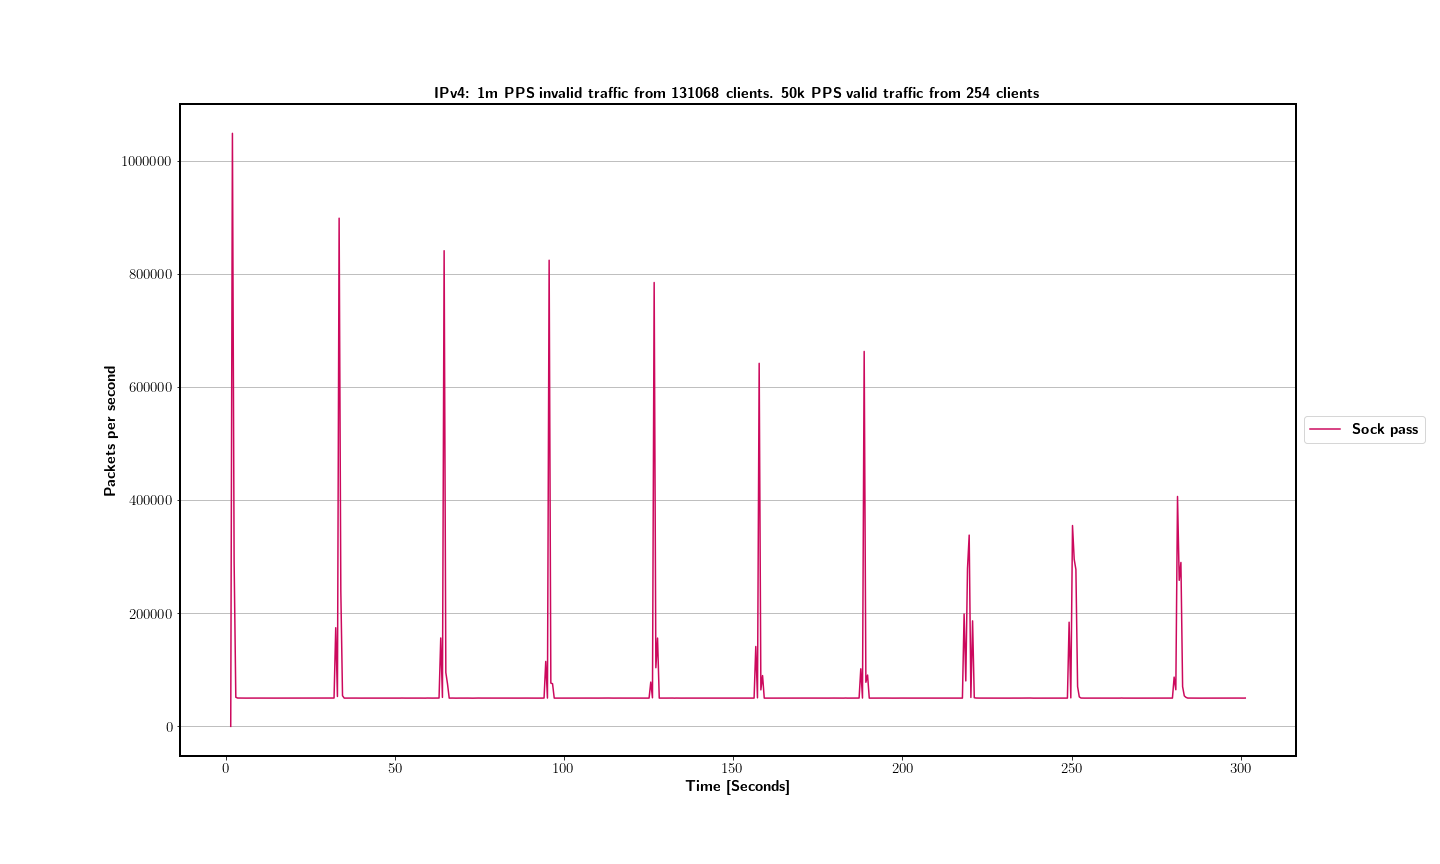 IPv4: 1m PPS invalid traffic from 131068 clients. 50k PPS valid traffic from 254 clients
1000000
800000
600000
400000
200000
0
Packets per second
Sock pass
0 50 100 150 200 250 300
Time [Seconds]